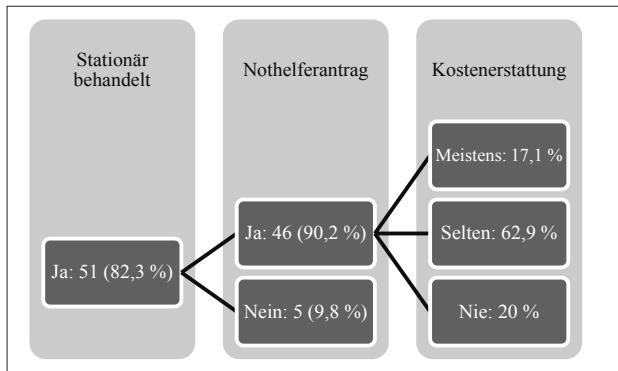 Stationär
behandelt
Nothelferantrag
Kostenerstattung
Ja: 51 (82,3 %)
Ja: 46 (90,2 %)
Nein: 5 (9,8 %)
Meistens: 17,1 %
Selten: 62,9 %
Nie: 20 %